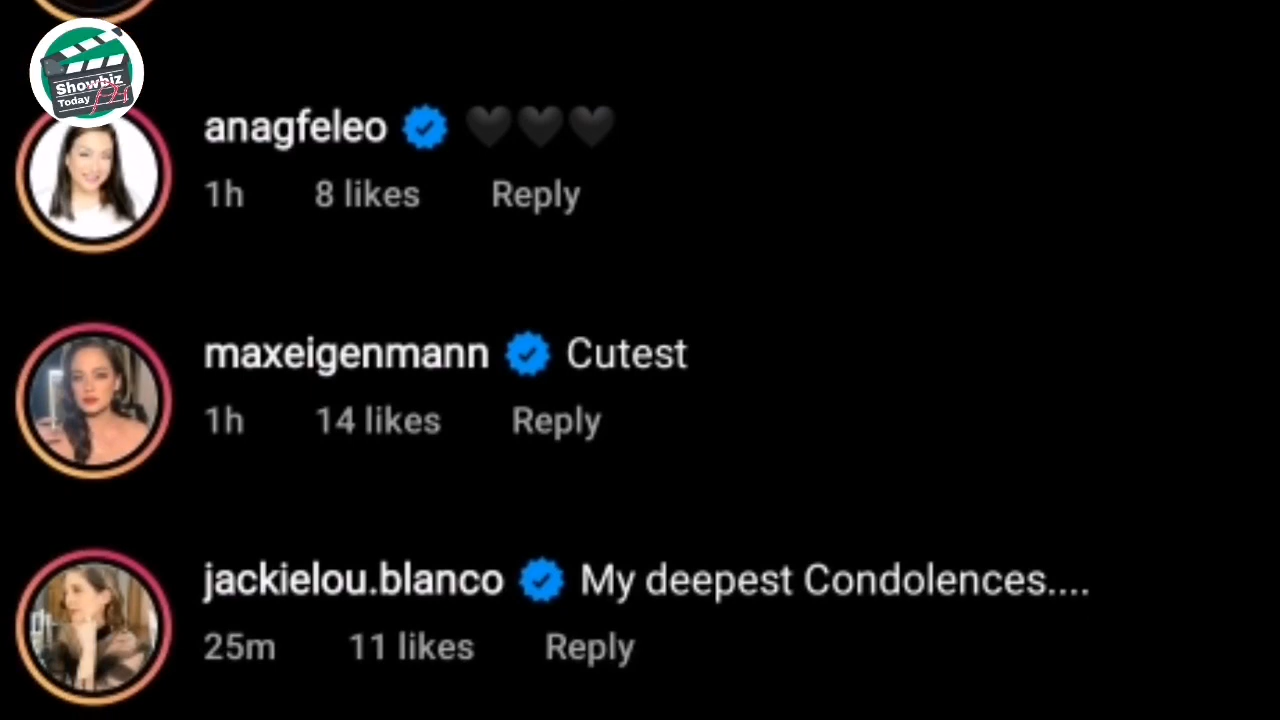 Showbiz
Today PH
anagfeleo 🖤🖤🖤
1h 8 likes Reply
maxeigenmann Cutest
1h 14 likes Reply
jackielou.blanco My deepest Condolences....
25m 11 likes Reply